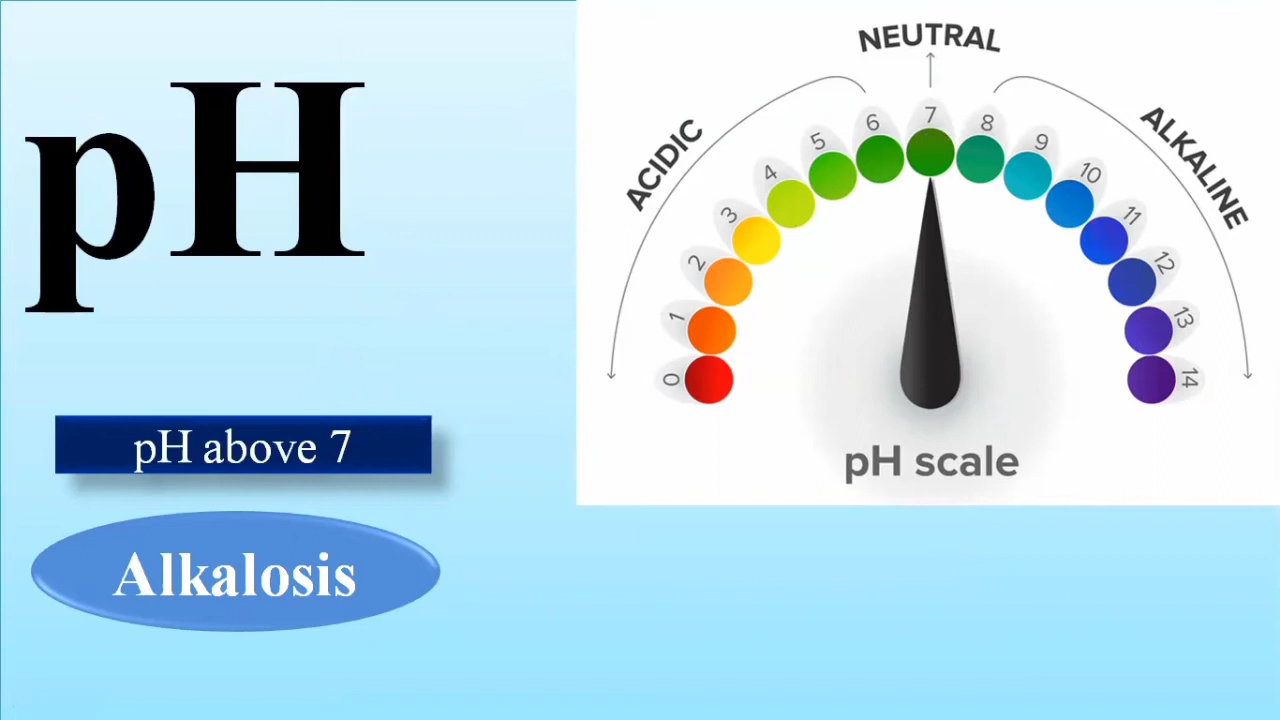 pH
pH above 7
Alkalosis
NEUTRAL
ACIDIC
ALKALINE
0
1
2
3
4
5
6
7
8
9
10
11
12
13
14
pH scale